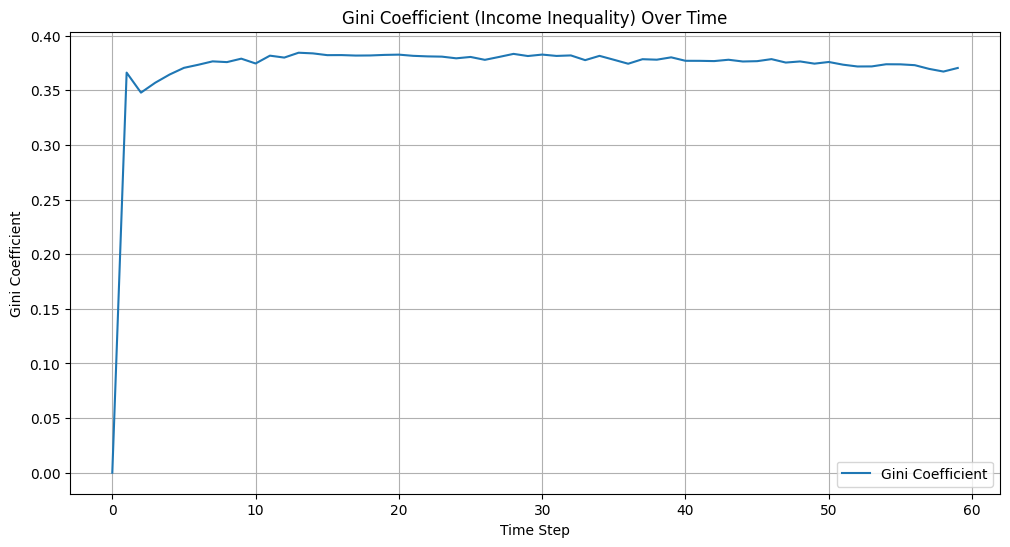 Gini Coefficient (Income Inequality) Over Time
Gini Coefficient
0.40
0.35
0.30
0.25
0.20
0.15
0.10
0.05
0.00
0 10 20 30 40 50 60
Time Step
Gini Coefficient